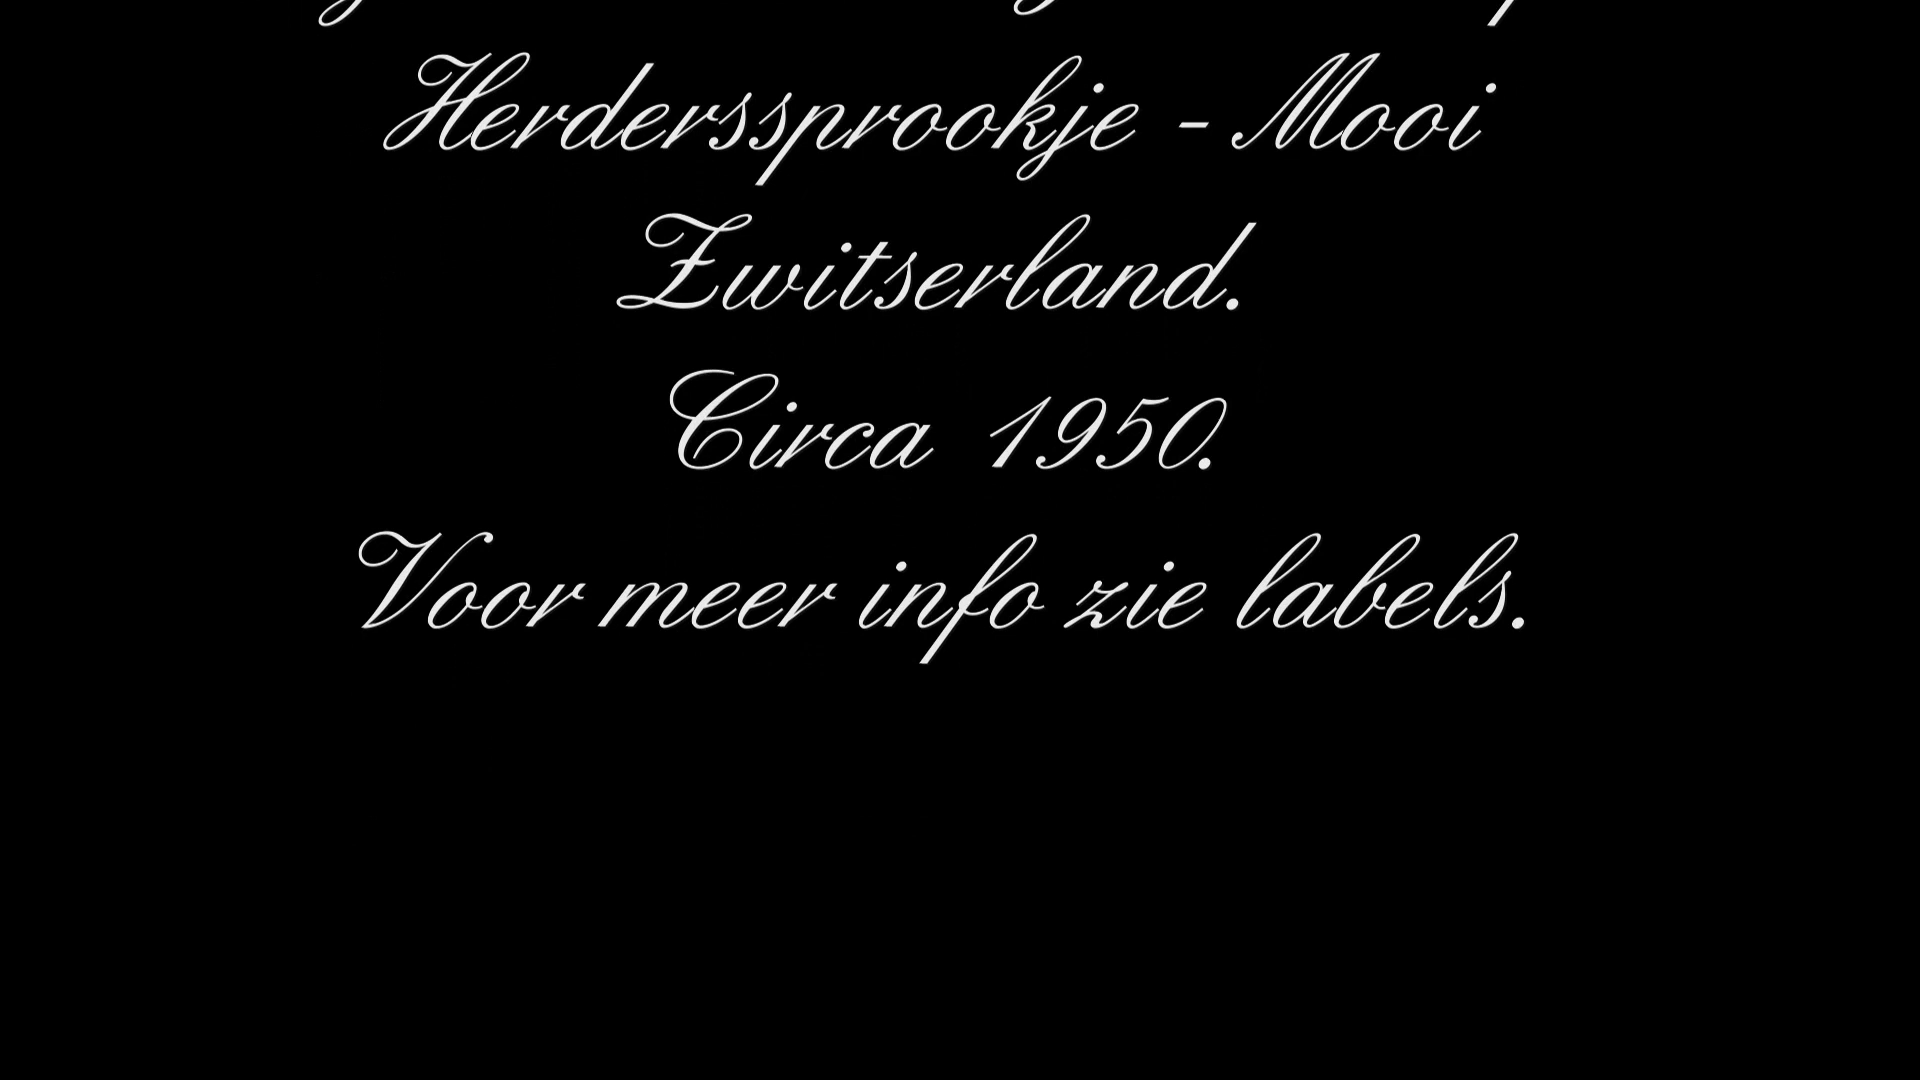 Herderssprookje - Mooi
Zwitserland.
Circa 1950.
Voor meer info zie labels.